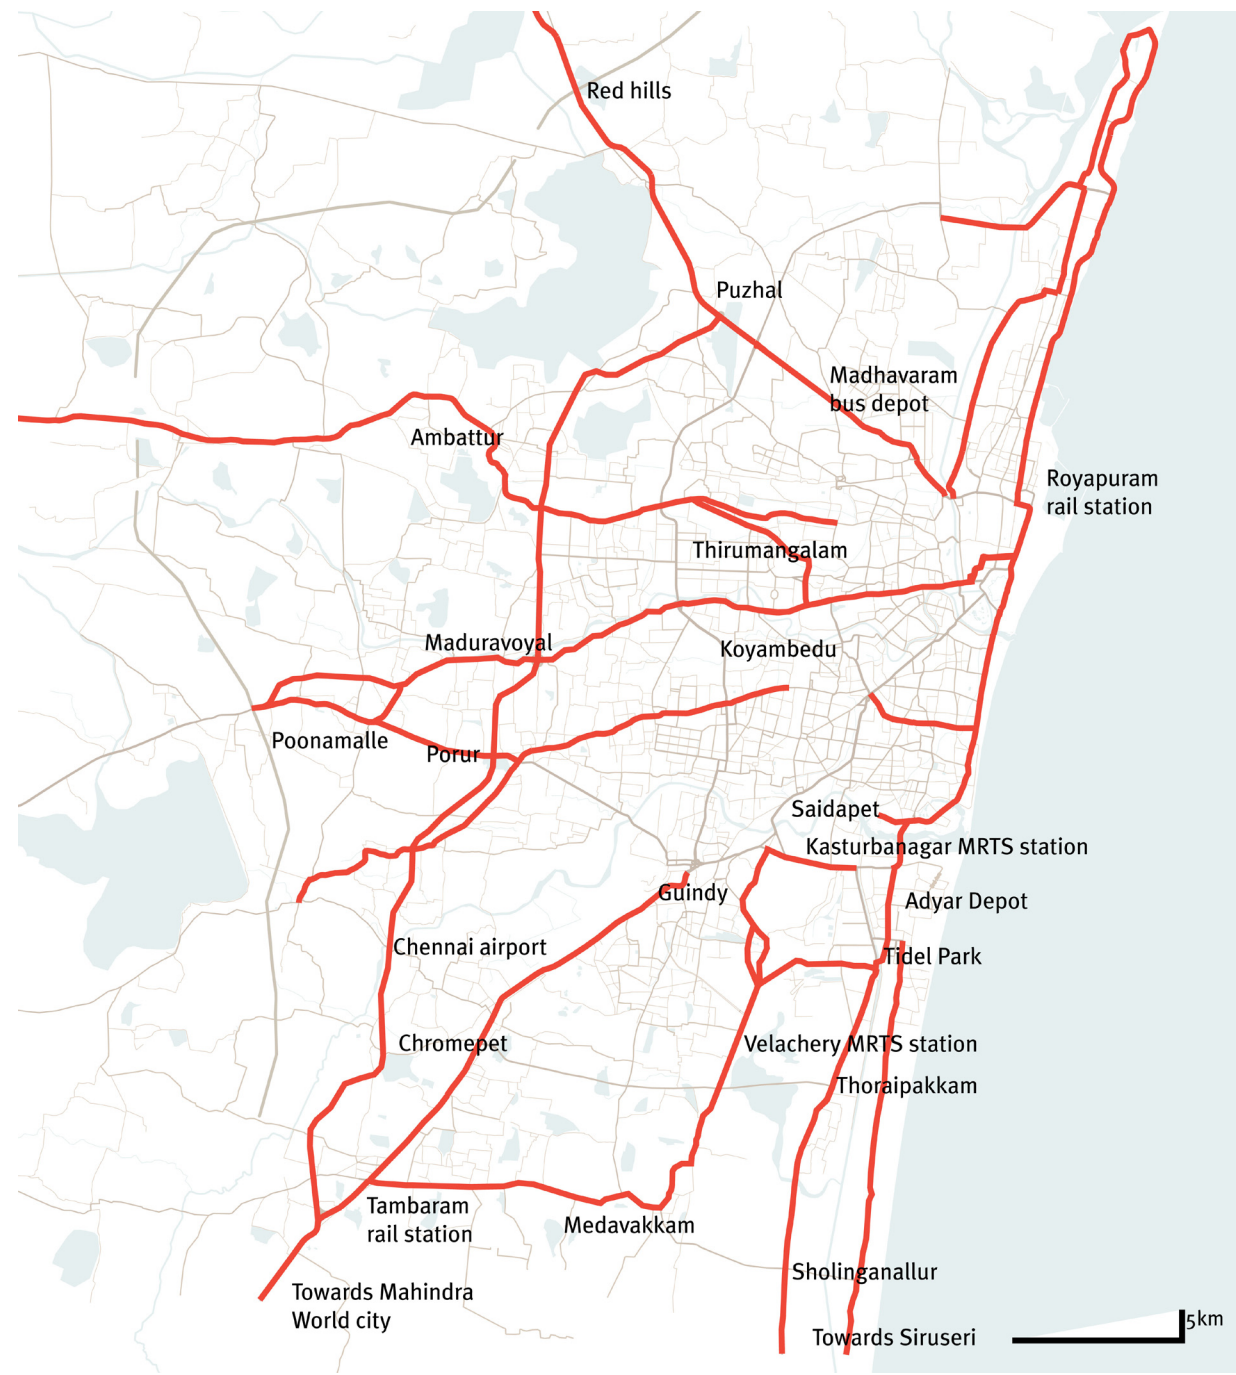 Red hills
Puzhal
Madhavaram
bus depot
Ambattur
Royapuram
rail station
Thirumangalam
Maduravoyal
Koyambedu
Poonamalle
Porur
Saidapet
Kasturbanagar MRTS station
Guindy
Adyar Depot
Chennai airport
Tidel Park
Chromepet
Velachery MRTS station
Thoraipakkam
Tambaram
rail station
Medavakkam
Sholinganallur
Towards Mahindra
World city
5km
Towards Siruseri